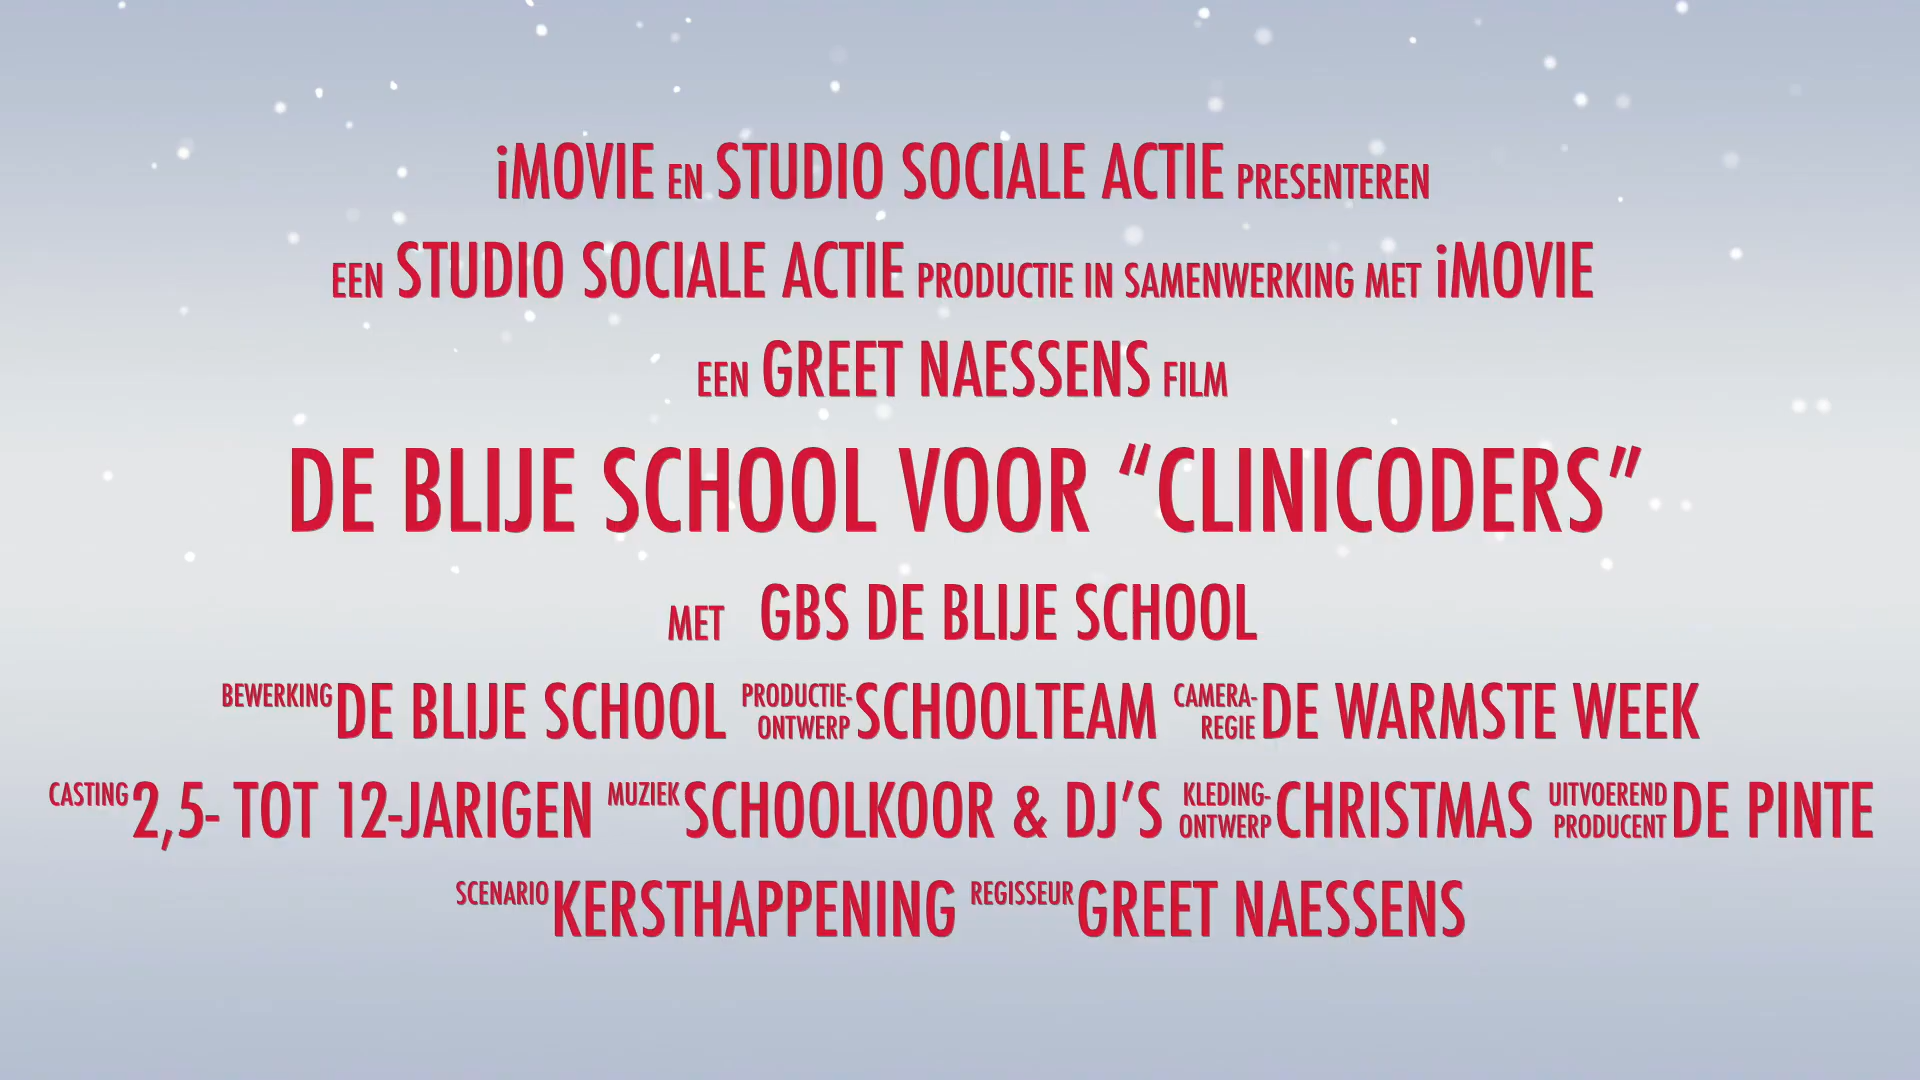 iMOVIE EN STUDIO SOCIALE ACTIE PRESENTEREN
EEN STUDIO SOCIALE ACTIE PRODUCTIE IN SAMENWERKING MET iMOVIE
EEN GREET NAESSENS FILM
DE BLIJE SCHOOL VOOR “CLINICODERS”
MET GBS DE BLIJE SCHOOL
BEWERKING DE BLIJE SCHOOL PRODUCTIE-ONTWERP SCHOOLTEAM CAMERA-REGIE DE WARMSTE WEEK
CASTING 2,5- TOT 12-JARIGEN MUZIEK SCHOOLKOOR & DJ’S KLEDING-ONTWERP CHRISTMAS UITVOEREND PRODUCENT DE PINTE
SCENARIO KERSTHAPPENING REGISSEUR GREET NAESSENS